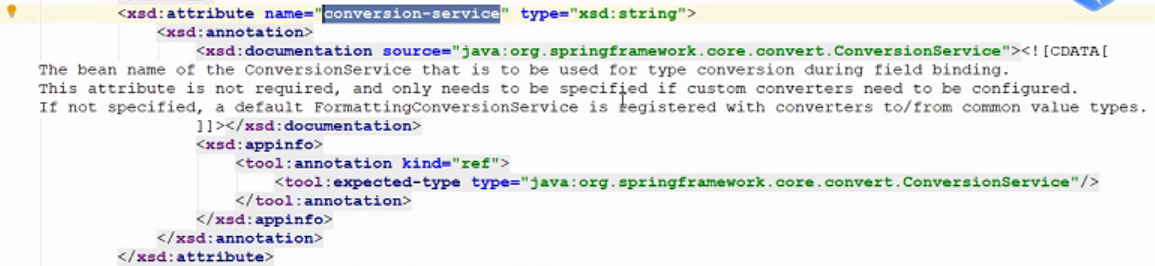 <xsd:attribute name="conversion-service" type="xsd:string">
<xsd:annotation>
<xsd:documentation source="java:org.springframework.core.convert.ConversionService"><![CDATA[
The bean name of the ConversionService that is to be used for type conversion during field binding.
This attribute is not required, and only needs to be specified if custom converters need to be configured.
If not specified, a default FormattingConversionService is registered with converters to/from common value types.
]]></xsd:documentation>
<xsd:appinfo>
<tool:annotation kind="ref">
<tool:expected-type type="java:org.springframework.core.convert.ConversionService"/>
</tool:annotation>
</xsd:appinfo>
</xsd:annotation>
</xsd:attribute>